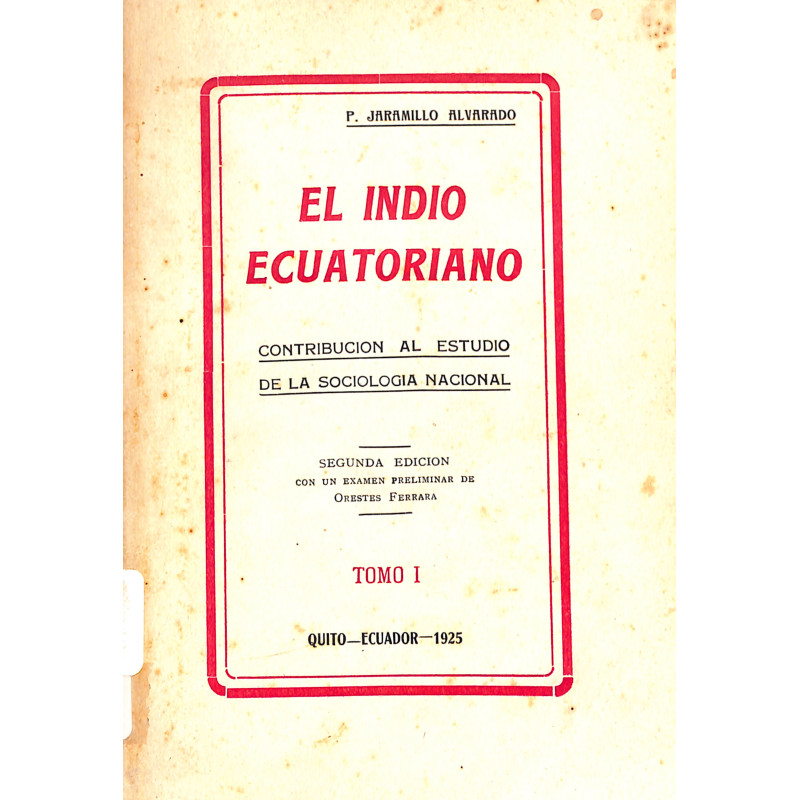 P. JARAMILLO ALVARADO
EL INDIO
ECUATORIANO
CONTRIBUCION AL ESTUDIO
DE LA SOCIOLOGIA NACIONAL
SEGUNDA EDICION
CON UN EXAMEN PRELIMINAR DE
ORESTES FERRARA
TOMO I
QUITO—ECUADOR—1925